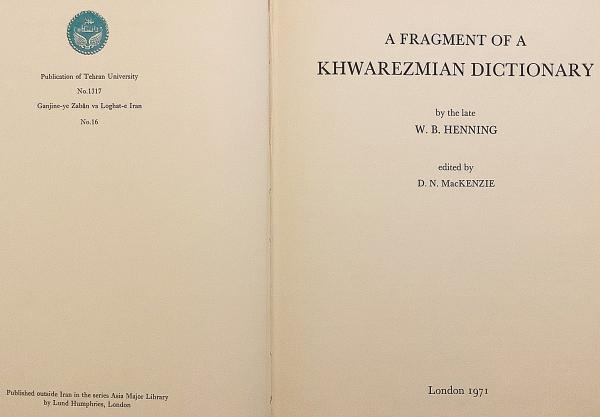 Publication of Tehran University
No.1317
Ganjine-ye Zabān va Loghat-e Iran
No.16
Published outside Iran in the series Asia Major Library
by Lund Humphries, London
A FRAGMENT OF A
KHWAREZMIAN DICTIONARY
by the late
W. B. HENNING
edited by
D. N. MacKENZIE
London 1971